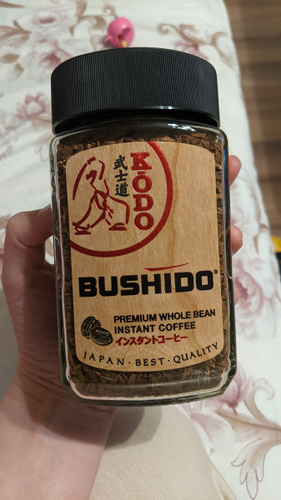 武士道
KŌDO
BUSHIDO®
PREMIUM WHOLE BEAN
INSTANT COFFEE
インスタントコーヒー
JAPAN · BEST · QUALITY